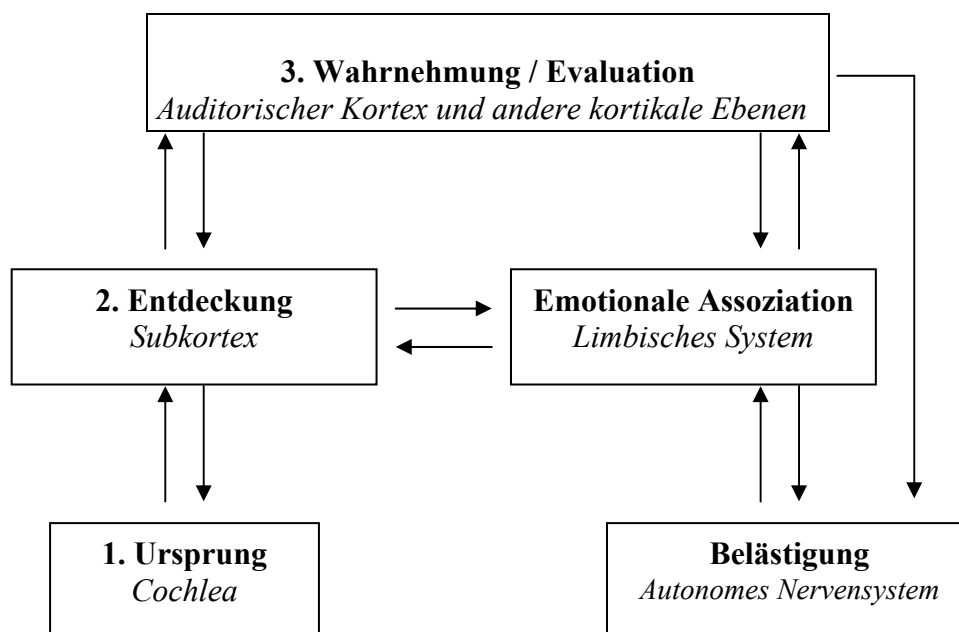 3. Wahrnehmung / Evaluation
Auditorischer Kortex und andere kortikale Ebenen
2. Entdeckung
Subkortex
Emotionale Assoziation
Limbisches System
1. Ursprung
Cochlea
Belästigung
Autonomes Nervensystem